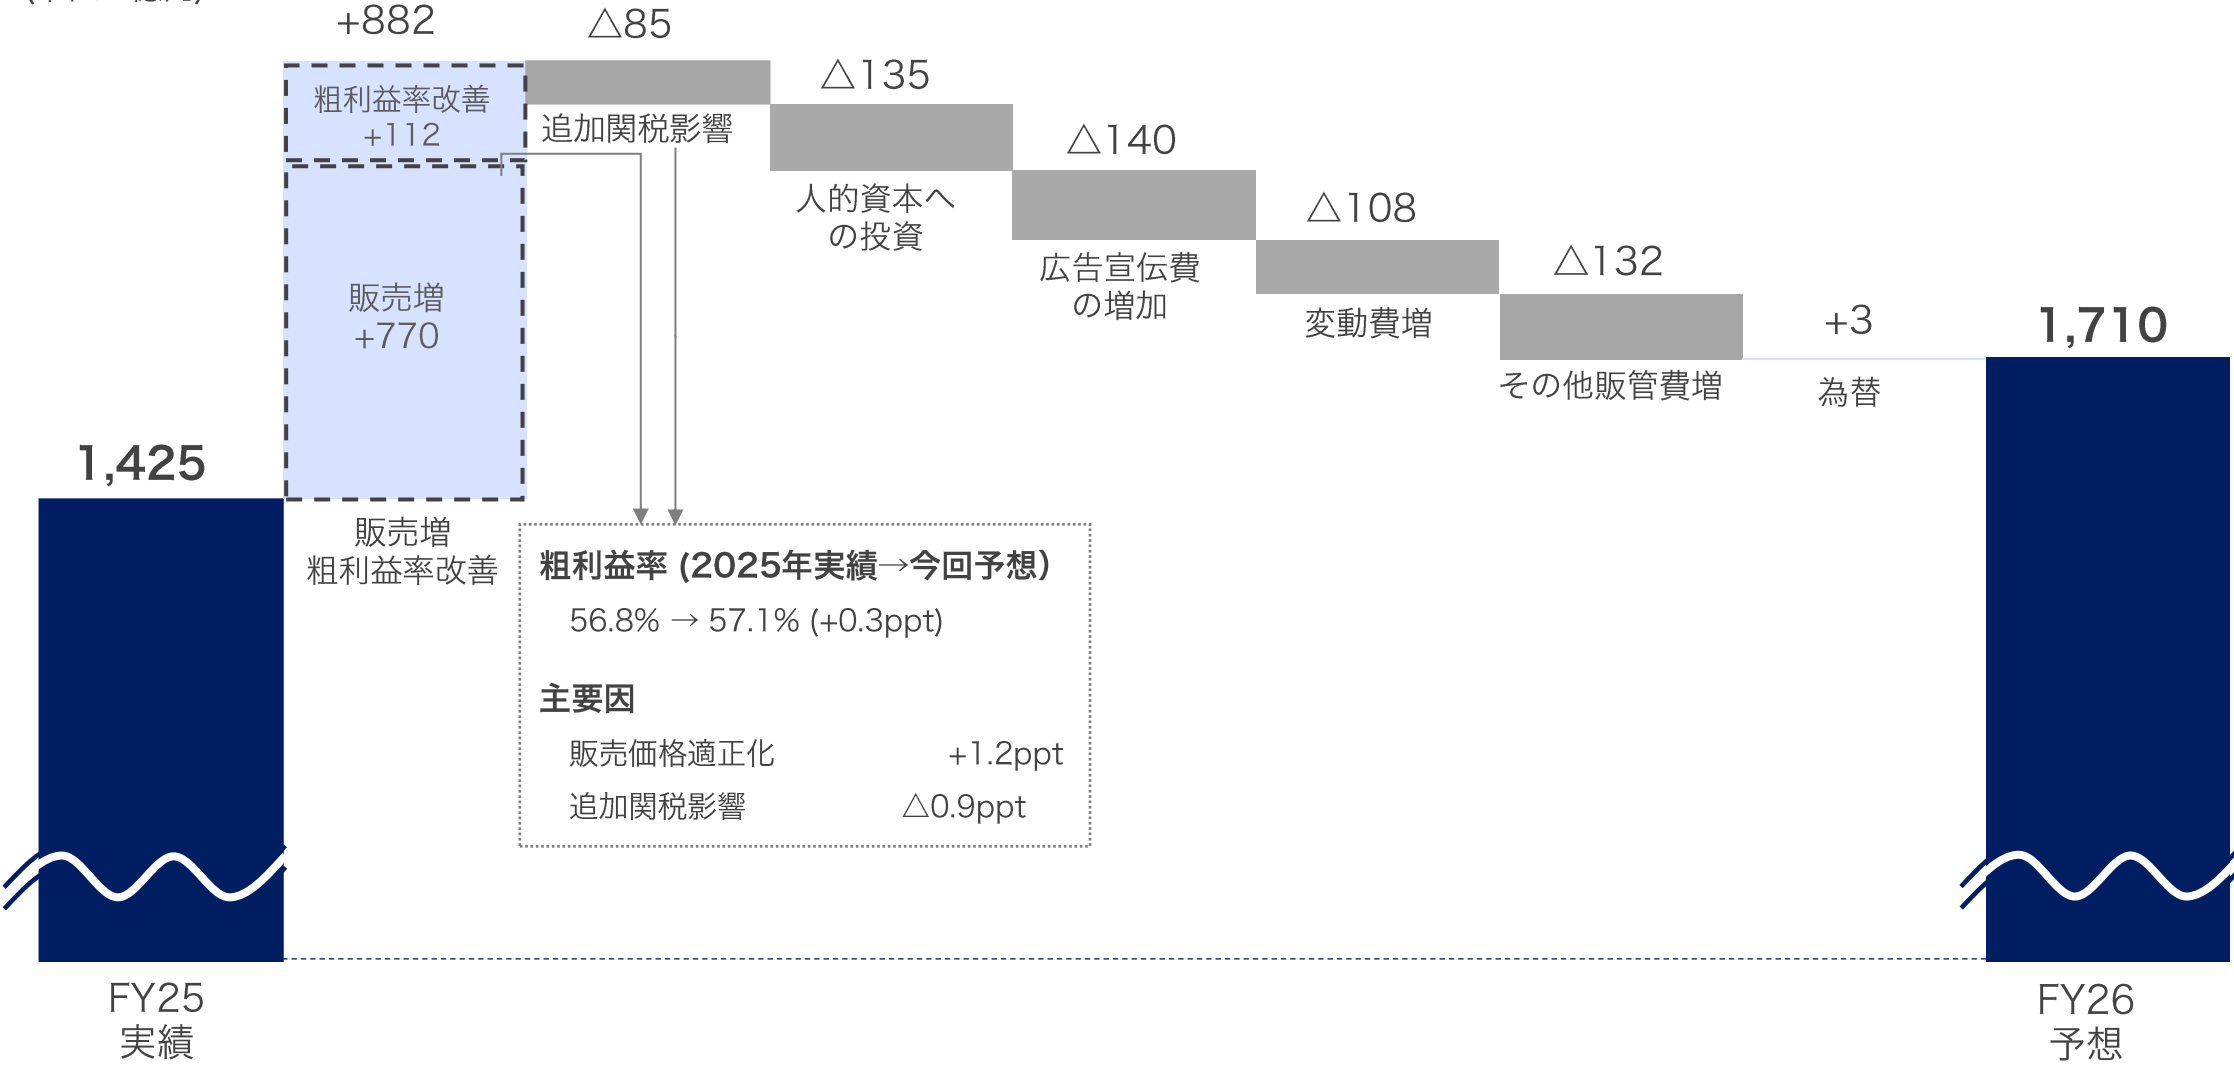 +882
粗利益率改善
+112
販売増
+770
販売増
粗利益率改善
△85
追加関税影響
△135
人的資本へ
の投資
△140
広告宣伝費
の増加
△108
変動費増
△132
その他販管費増
+3
為替
1,425
1,710
粗利益率 (2025年実績→今回予想）
56.8% → 57.1% (+0.3ppt)
主要因
販売価格適正化 +1.2ppt
追加関税影響 △0.9ppt
FY25
実績
FY26
予想